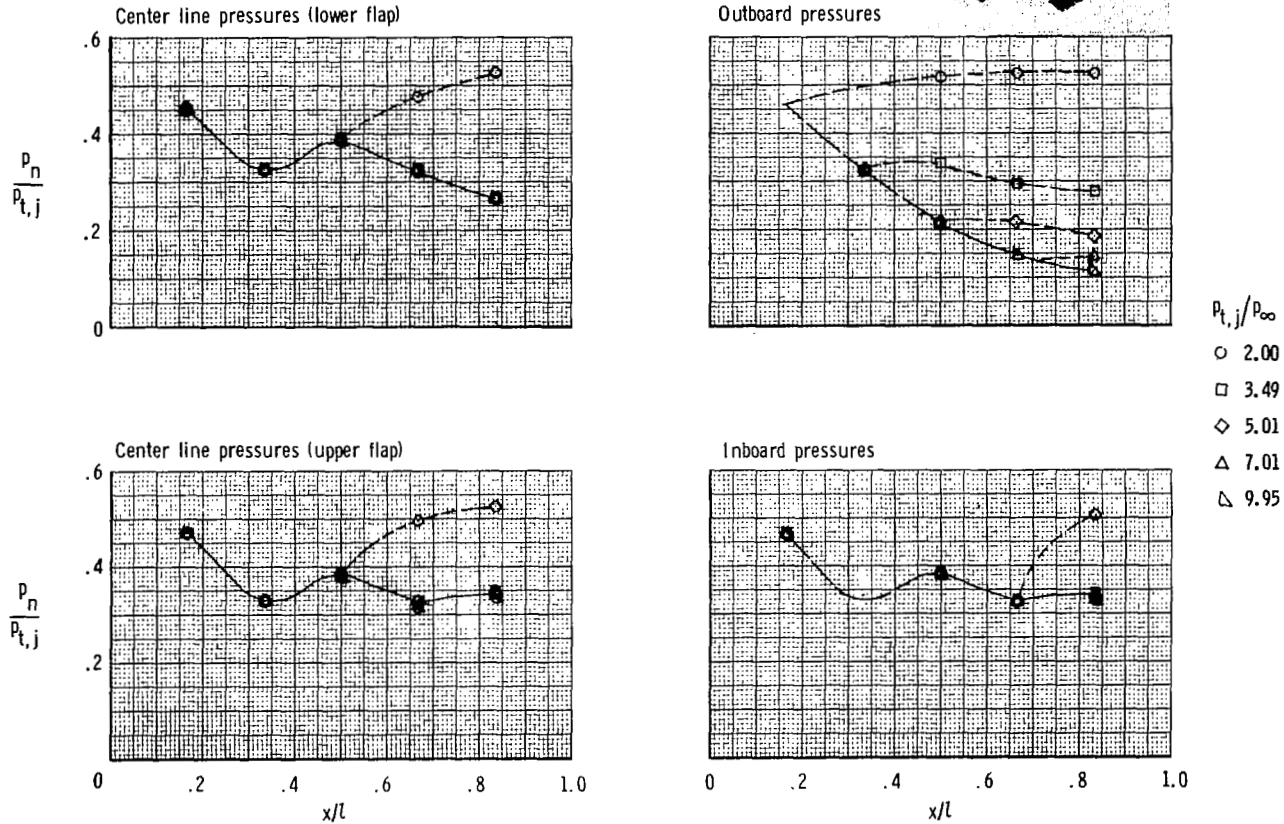 Center line pressures (lower flap)
Outboard pressures
.6
.4
.2
0
p_n
p_t,j
p_t,j/p_∞
2.00
3.49
5.01
7.01
9.95
Center line pressures (upper flap)
Inboard pressures
.6
.4
.2
p_n
p_t,j
0 .2 .4 .6 .8 1.0
x/l
0 .2 .4 .6 .8 1.0
x/l